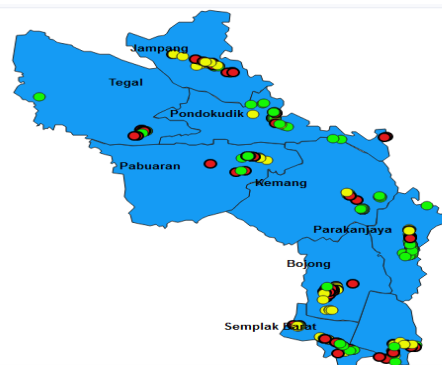 Jampang
Tegal
Pondokudik
Pabuaran
Kemang
Parakanjaya
Bojong
Semplak Barat